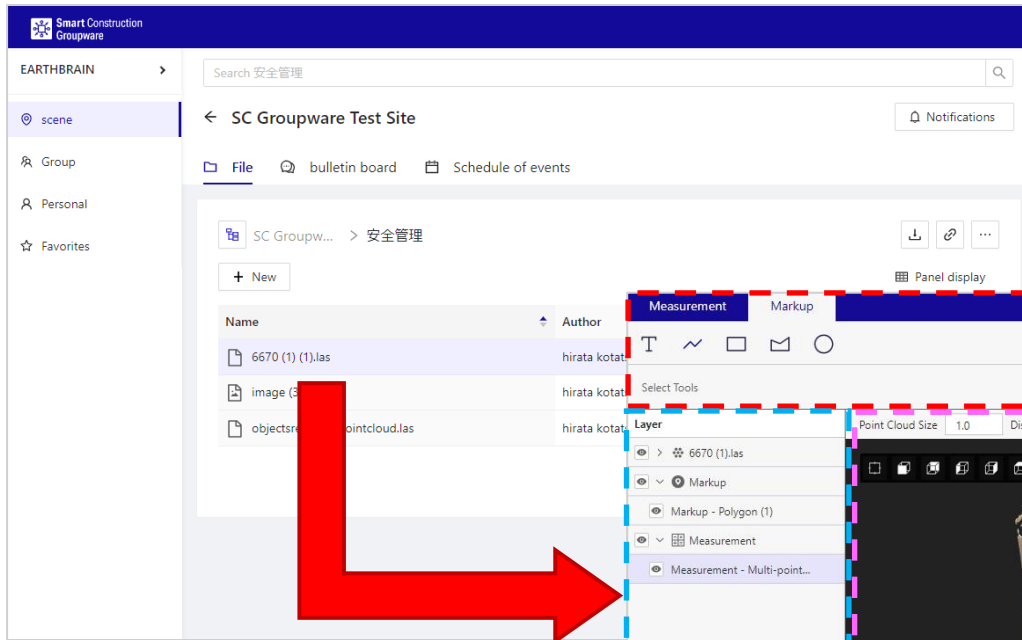 Smart Construction
Groupware
EARTHBRAIN
Search 安全管理
scene
SC Groupware Test Site
Notifications
Group
File
bulletin board
Schedule of events
Personal
Favorites
SC Groupw... > 安全管理
+ New
Panel display
Name
Author
6670 (1) (1).las
hirata kotat
image
hirata kotat
pointcloud.las
hirata kotat
Measurement
Markup
T
Select Tools
Layer
Point Cloud Size
1.0
6670 (1).las
Markup
Markup - Polygon (1)
Measurement
Measurement - Multi-point...